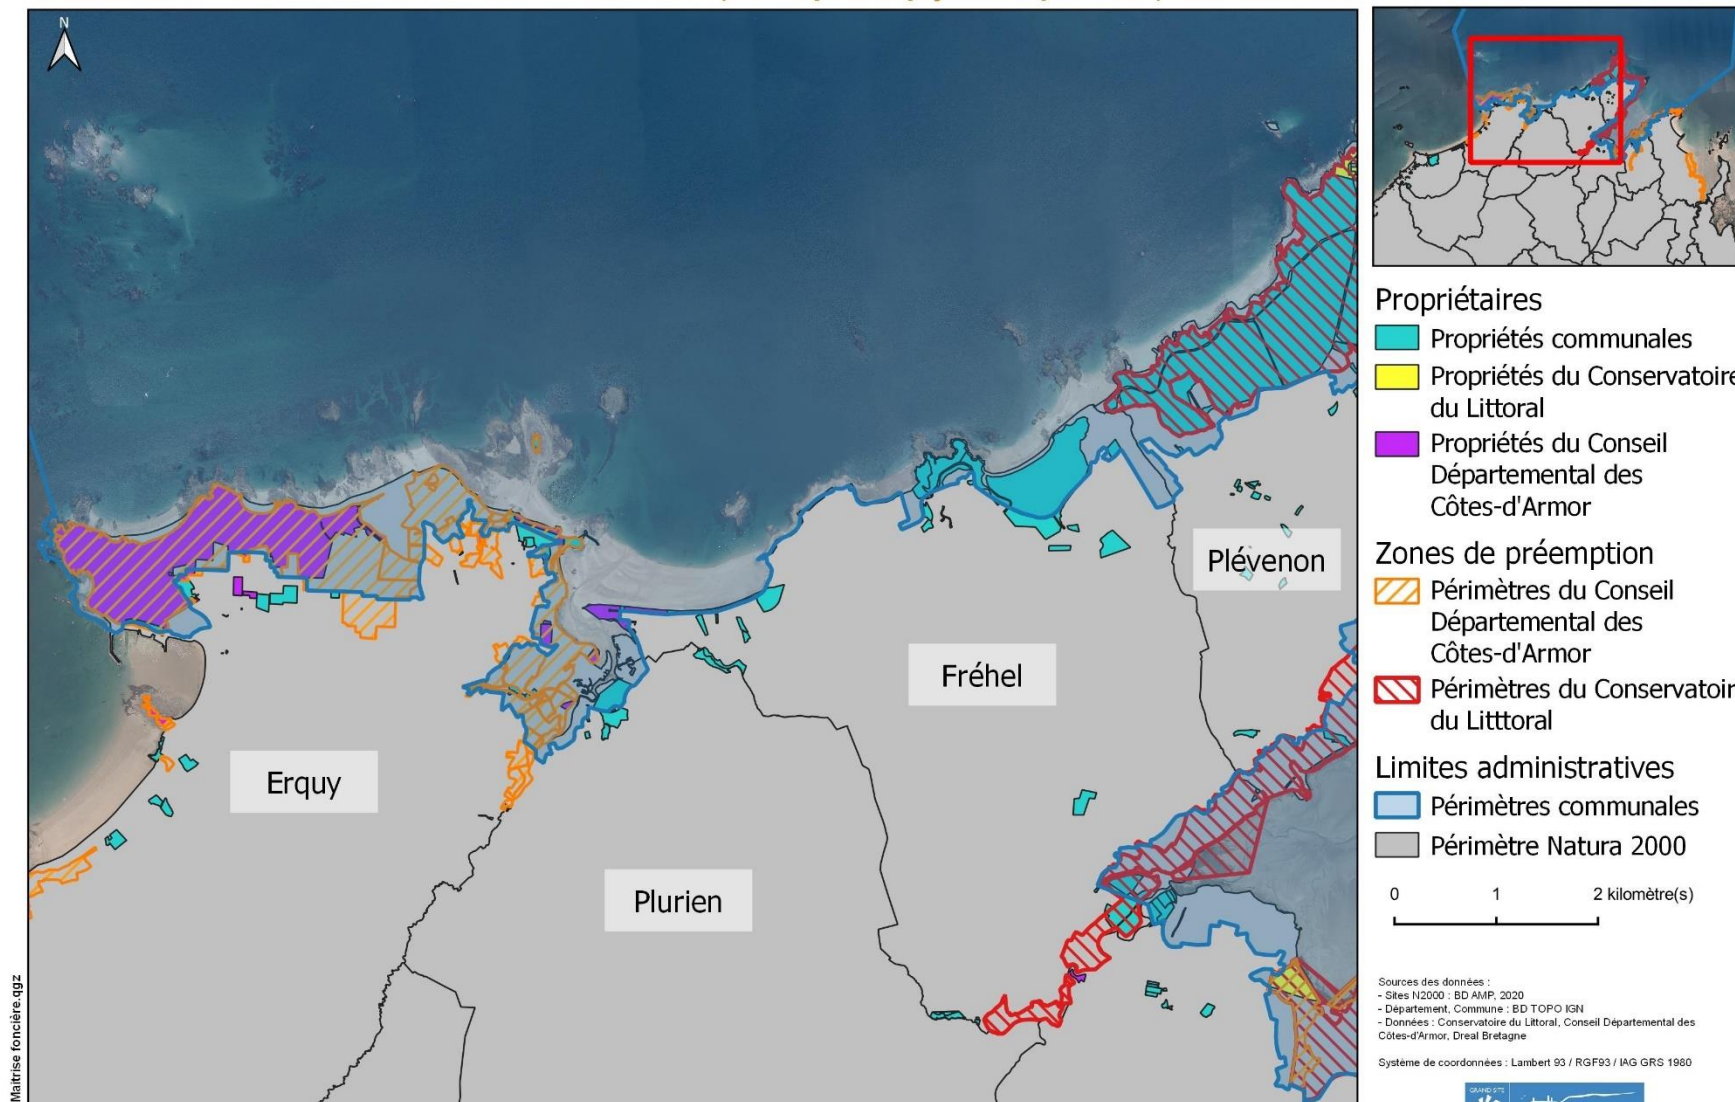 N
Erquy
Plurien
Fréhel
Plévenon
Maitrise foncière.qgz
Propriétaires
Propriétés communales
Propriétés du Conservatoire
du Littoral
Propriétés du Conseil
Départemental des
Côtes-d'Armor
Zones de préemption
Périmètres du Conseil
Départemental des
Côtes-d'Armor
Périmètres du Conservatoir
du Litttoral
Limites administratives
Périmètres communales
Périmètre Natura 2000
0 1 2 kilomètre(s)
Sources des données :
- Sites N2000 : BD AMP, 2020
- Département, Commune : BD TOPO IGN
- Données : Conservatoire du Littoral, Conseil Départemental des
Côtes-d'Armor, Dreal Bretagne
Système de coordonnées : Lambert 93 / RGF93 / IAG GRS 1980
GRAND SITE